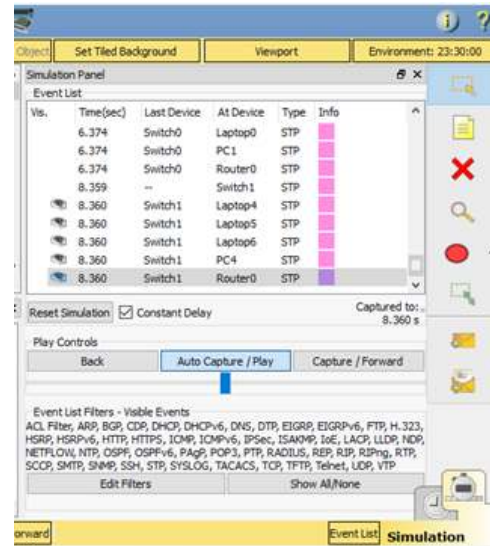 Object Set Tiled Background Viewport Environment: 23:30:00
Simulation Panel
Event List
Vis. Time(sec) Last Device At Device Type Info
6.374 Switch0 Laptop0 STP
6.374 Switch0 PC1 STP
6.374 Switch0 Router0 STP
8.359 -- Switch1 STP
8.360 Switch1 Laptop4 STP
8.360 Switch1 Laptop5 STP
8.360 Switch1 Laptop6 STP
8.360 Switch1 PC4 STP
8.360 Switch1 Router0 STP
Reset Simulation Constant Delay Captured to:
8.360 s
Play Controls
Back Auto Capture / Play Capture / Forward
Event List Filters - Visible Events
ACL Filter, ARP, BGP, CDP, DHCP, DHCPv6, DNS, DTP, EIGRP, EIGRPv6, FTP, H.323,
HSRP, HSRPv6, HTTP, HTTPS, ICMP, ICMPv6, IPSec, ISAKMP, IoE, LACP, LLDP, NDP,
NETFLOW, NTP, OSPF, OSPFv6, PAgP, POP3, PTP, RADIUS, REP, RIP, RIPng, RTP,
SCCP, SMTP, SNMP, SSH, STP, SYSLOG, TACACS, TCP, TFTP, Telnet, UDP, VTP
Edit Filters Show All/None
orward Event List Simulation